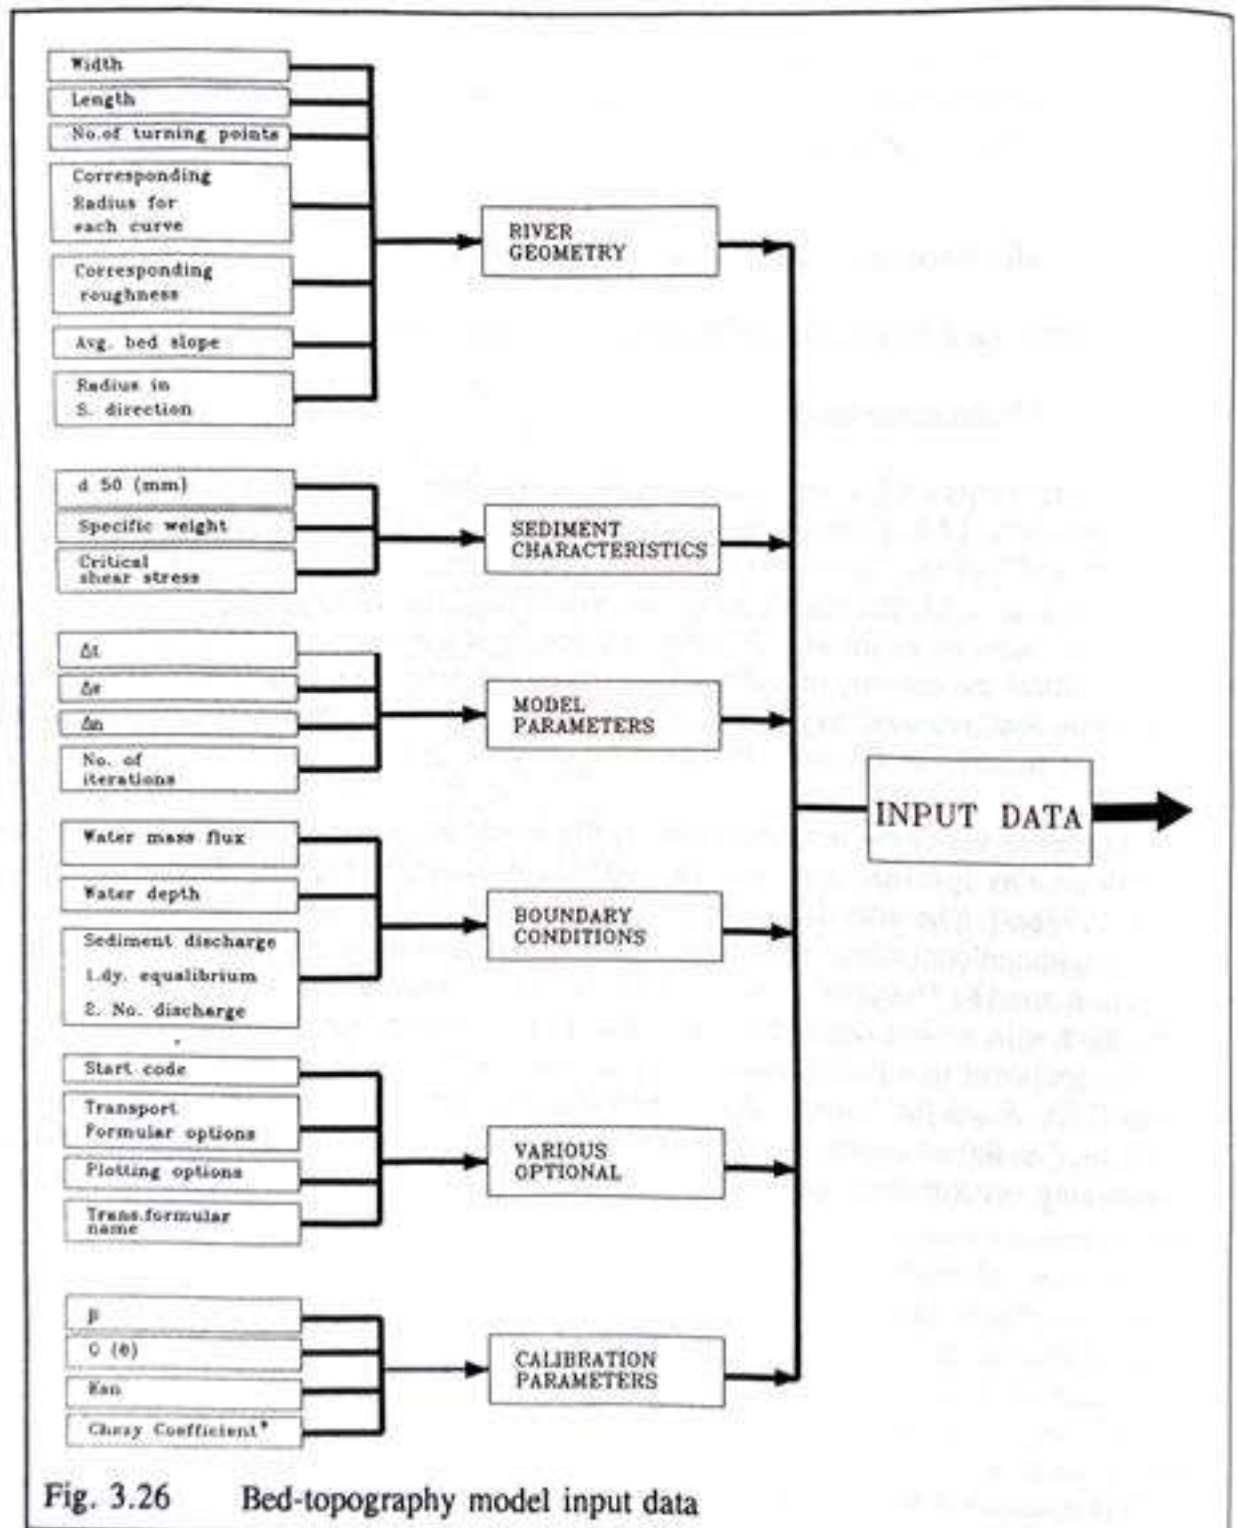 Width
Length
No.of turning points
Corresponding
Radius for
each curve
Corresponding
roughness
Avg. bed slope
Radius in
S. direction
RIVER
GEOMETRY
d 50 (mm)
Specific weight
Critical
shear stress
SEDIMENT
CHARACTERISTICS
Δt
Δs
Δn
No. of
iterations
MODEL
PARAMETERS
INPUT DATA
Water mass flux
Water depth
Sediment discharge
1.dy. equalibrium
2. No. discharge
BOUNDARY
CONDITIONS
Start code
Transport
Formular options
Plotting options
Trans.formular
name
VARIOUS
OPTIONAL
β
G (θ)
Chezy Coefficient*
CALIBRATION
PARAMETERS
Fig. 3.26 Bed-topography model input data